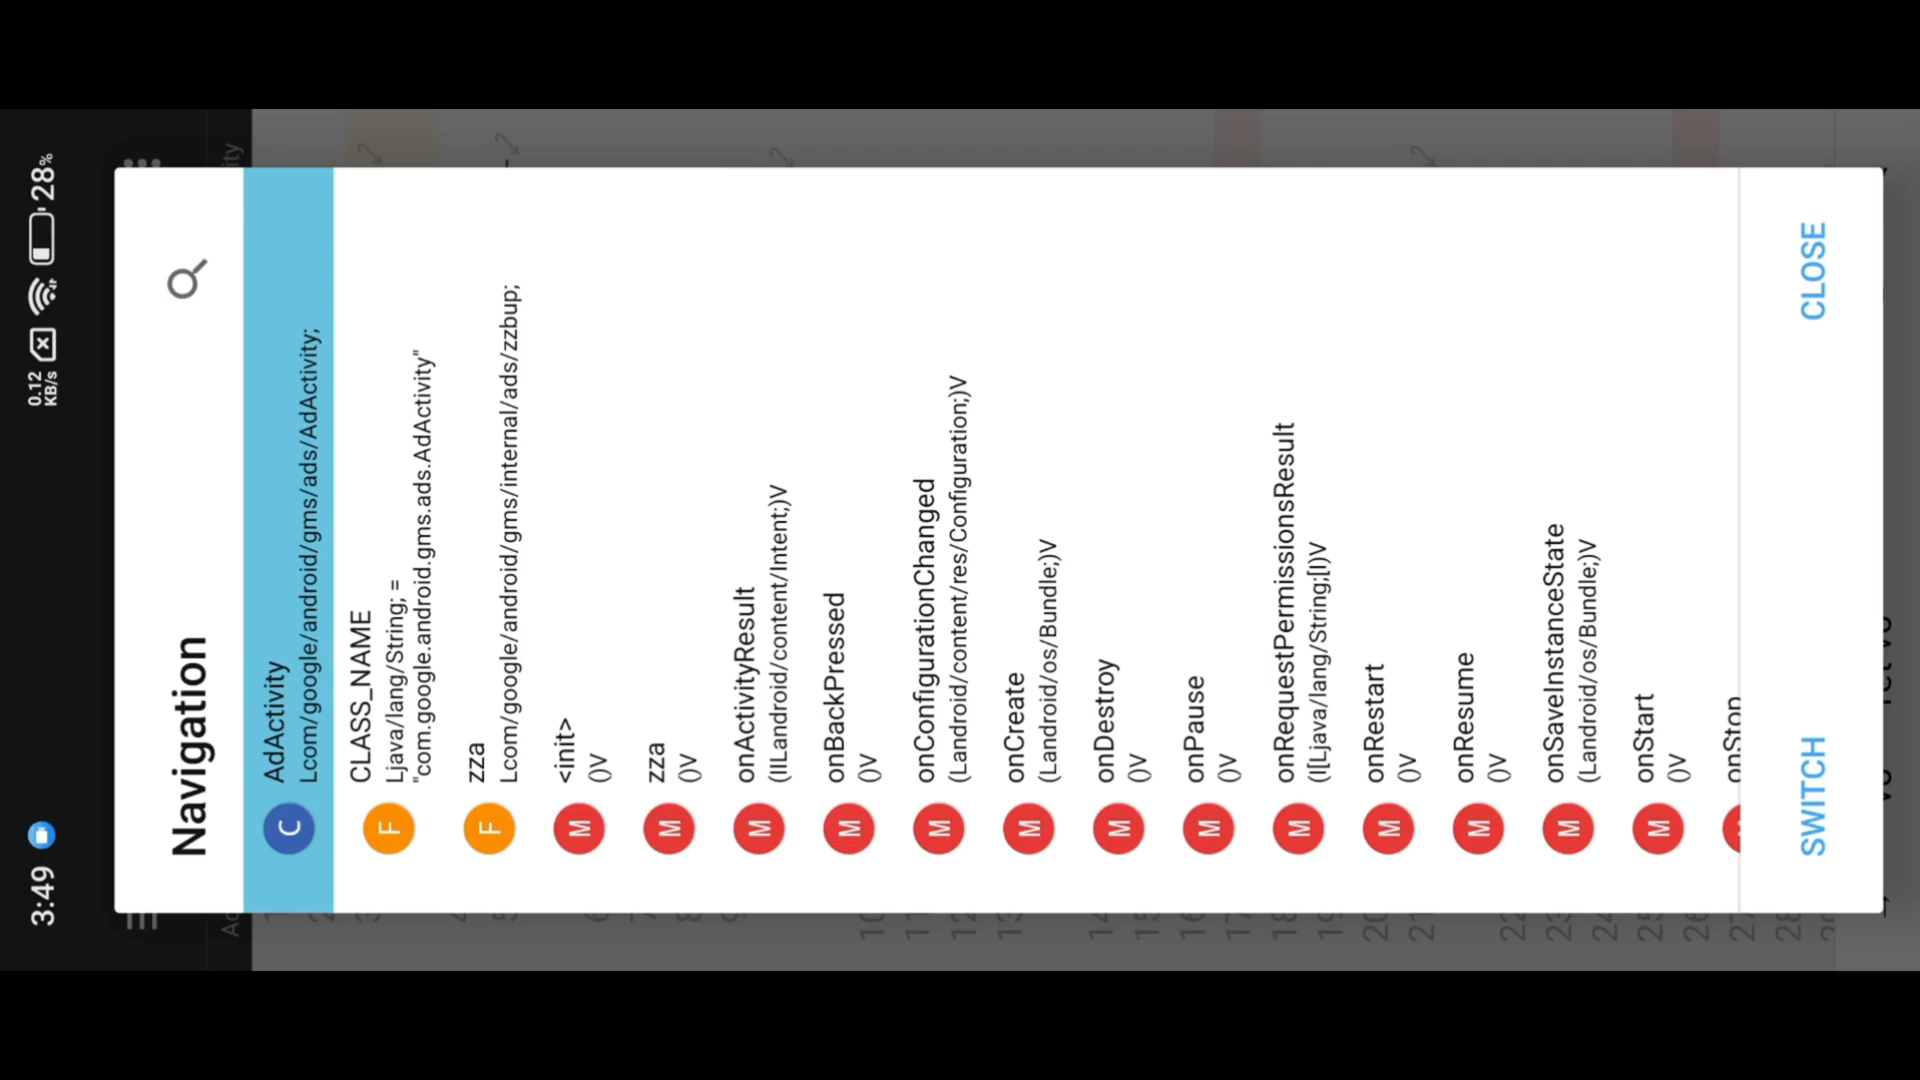 3:49
0.12
KB/s
28%
Navigation
AdActivity
Lcom/google/android/gms/ads/AdActivity;
CLASS_NAME
Ljava/lang/String; =
"com.google.android.gms.ads.AdActivity"
zza
Lcom/google/android/gms/internal/ads/zzbup;
<init>
()V
zza
()V
onActivityResult
(IILandroid/content/Intent;)V
onBackPressed
()V
onConfigurationChanged
(Landroid/content/res/Configuration;)V
onCreate
(Landroid/os/Bundle;)V
onDestroy
()V
onPause
()V
onRequestPermissionsResult
(I[Ljava/lang/String;[I)V
onRestart
()V
onResume
()V
onSaveInstanceState
(Landroid/os/Bundle;)V
onStart
()V
onStop
SWITCH
CLOSE